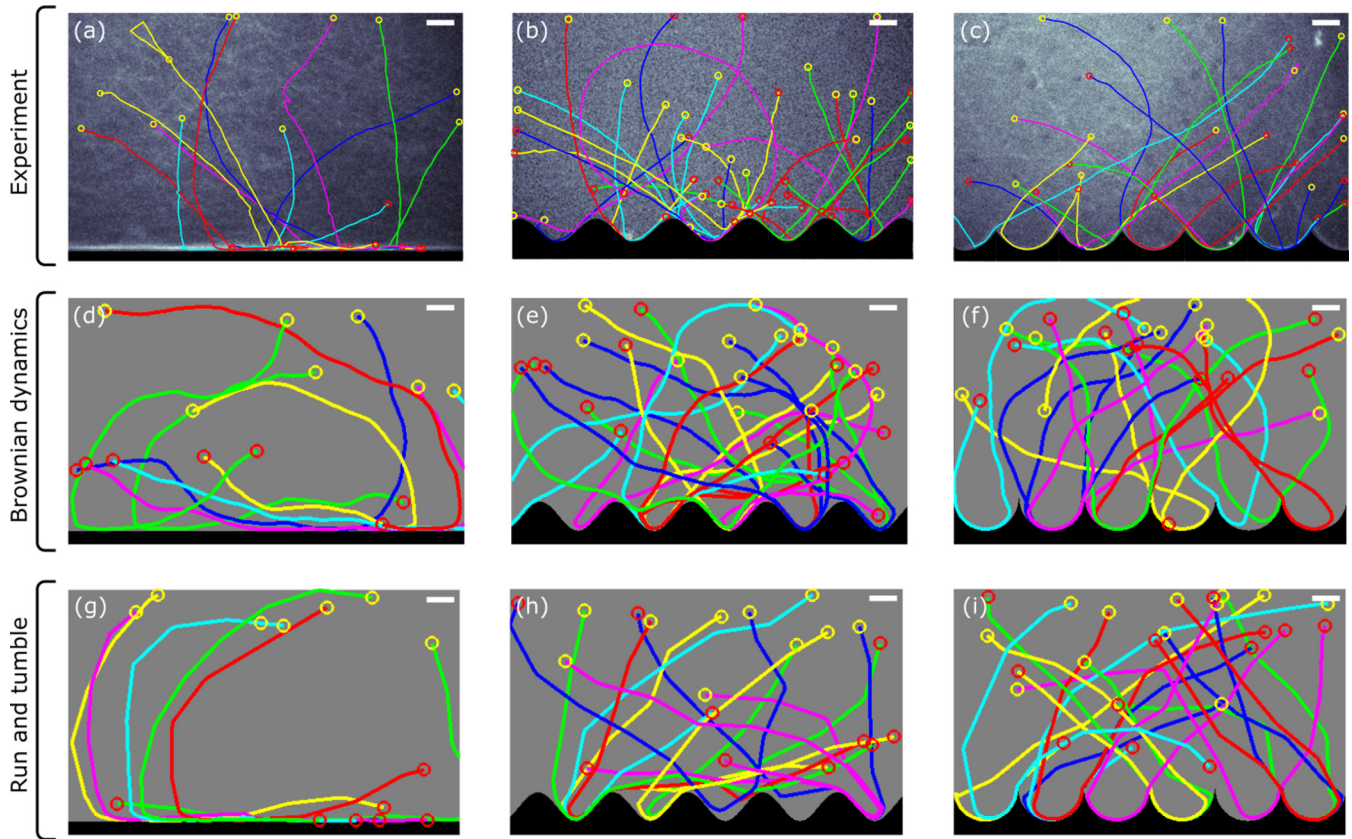 Experiment
(a)
(b)
(c)
Brownian dynamics
(d)
(e)
(f)
Run and tumble
(g)
(h)
(i)